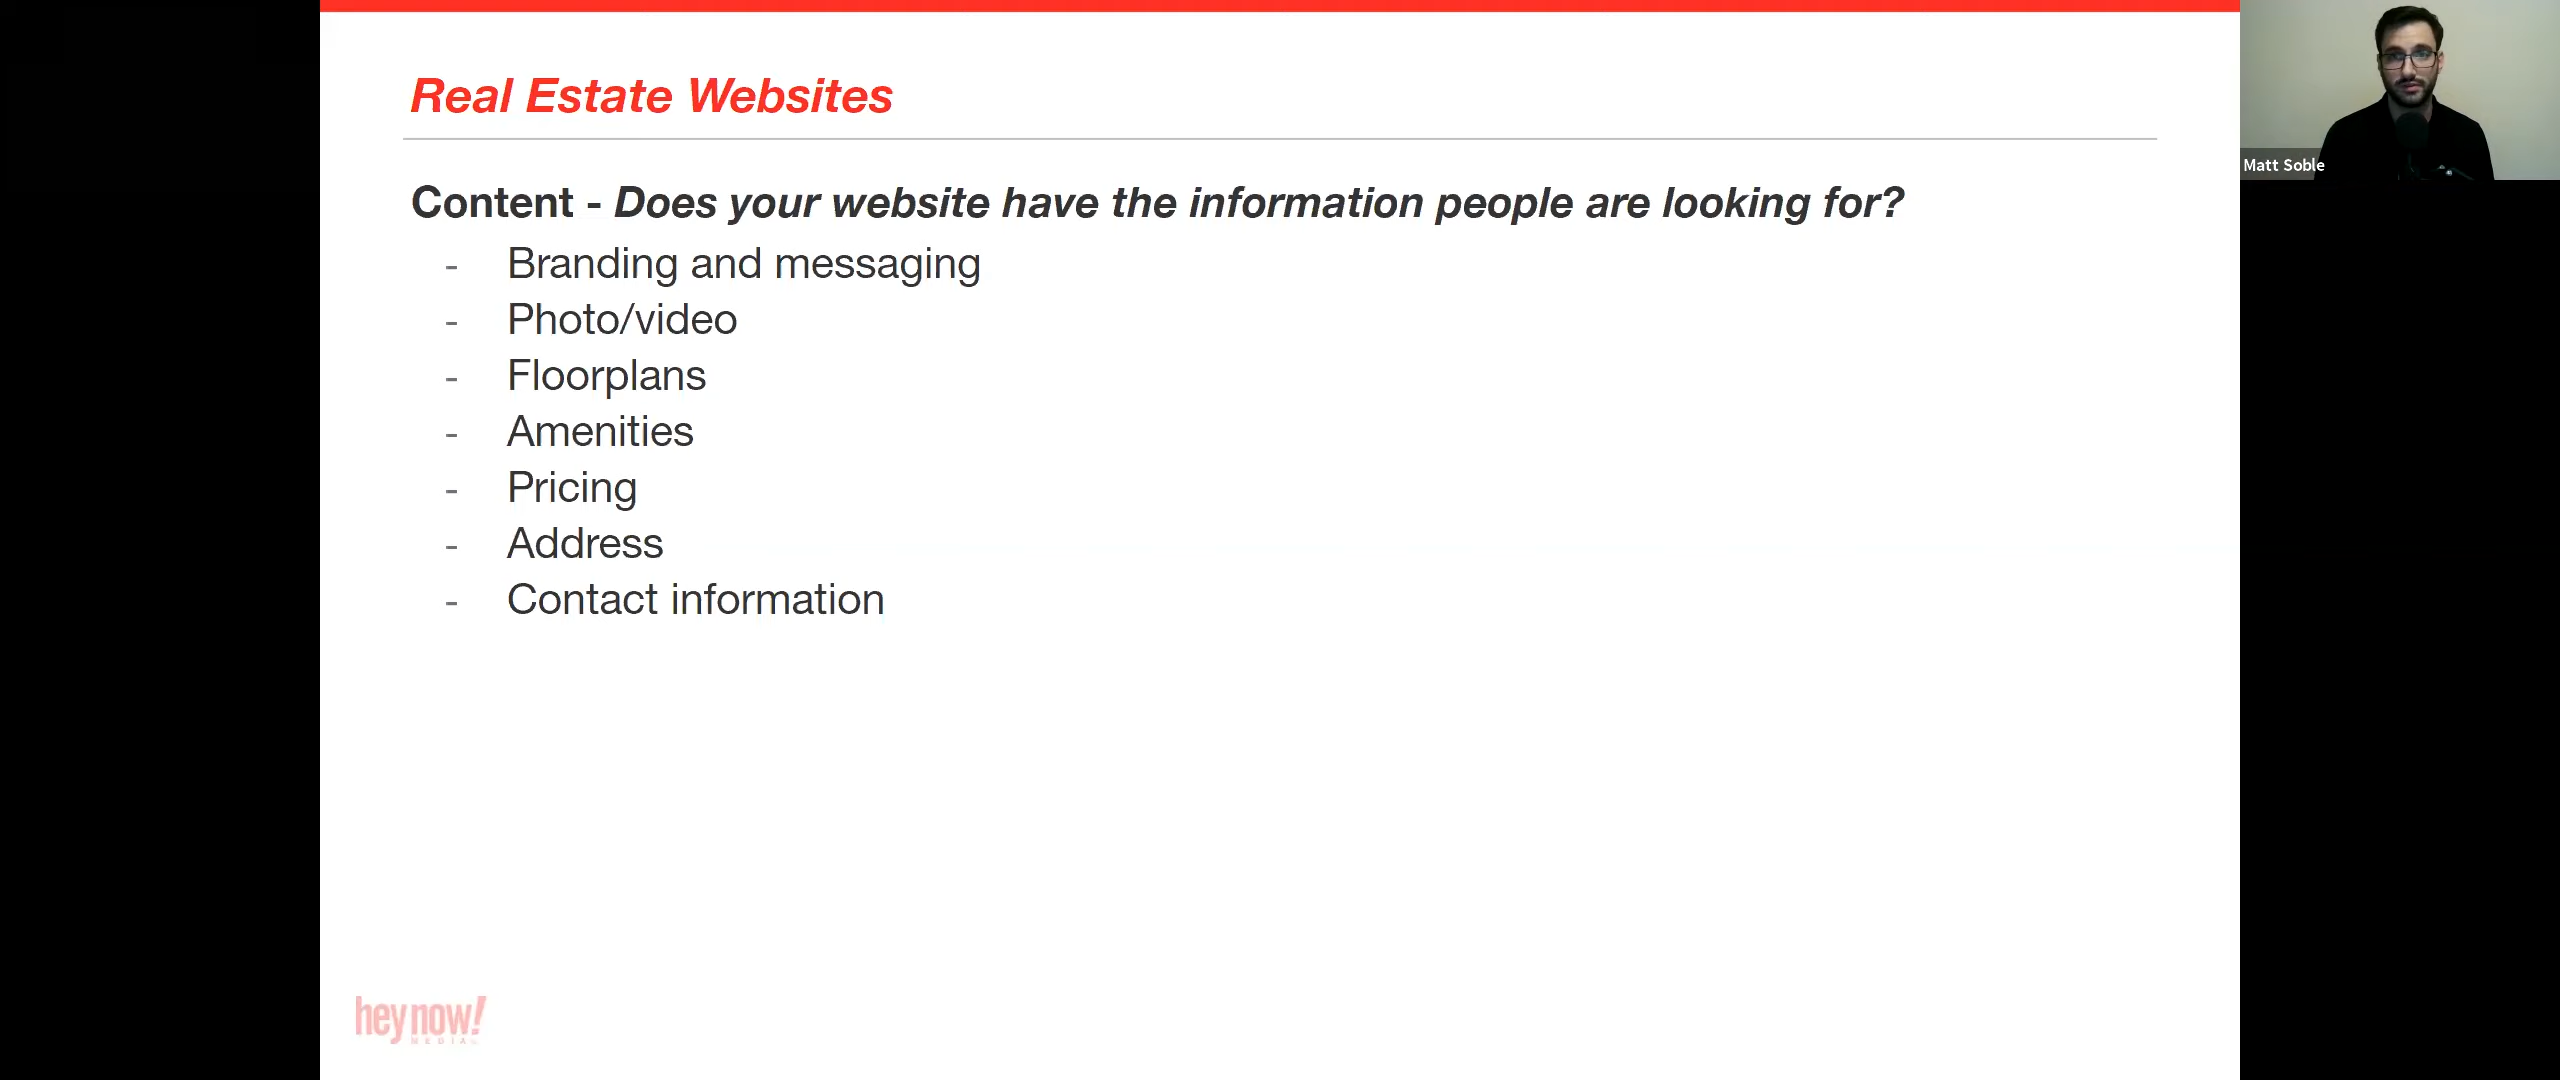 Real Estate Websites
Content - Does your website have the information people are looking for?
- Branding and messaging
- Photo/video
- Floorplans
- Amenities
- Pricing
- Address
- Contact information
Matt Soble
hey now!
MEDIA